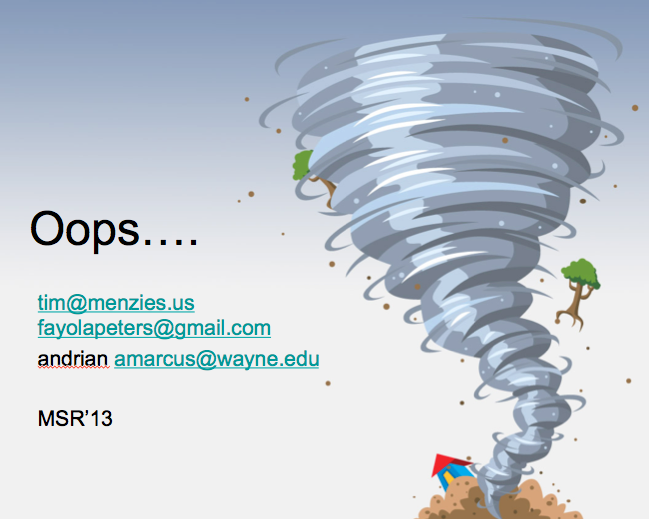 Oops….
tim@menzies.us
fayolapeters@gmail.com
andrian amarcus@wayne.edu
MSR’13